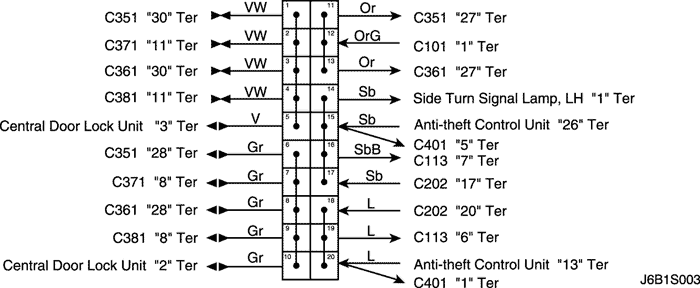 C351 "30" Ter VW 1 11 Or C351 "27" Ter
C371 "11" Ter VW 2 12 OrG C101 "1" Ter
C361 "30" Ter VW 3 13 Or C361 "27" Ter
C381 "11" Ter VW 4 14 Sb Side Turn Signal Lamp, LH "1" Ter
Central Door Lock Unit "3" Ter V 5 15 Sb Anti-theft Control Unit "26" Ter
C401 "5" Ter
C351 "28" Ter Gr 6 16 SbB C113 "7" Ter
C371 "8" Ter Gr 7 17 Sb C202 "17" Ter
C361 "28" Ter Gr 8 18 L C202 "20" Ter
C381 "8" Ter Gr 9 19 L C113 "6" Ter
Central Door Lock Unit "2" Ter Gr 10 20 L Anti-theft Control Unit "13" Ter
C401 "1" Ter
J6B1S003